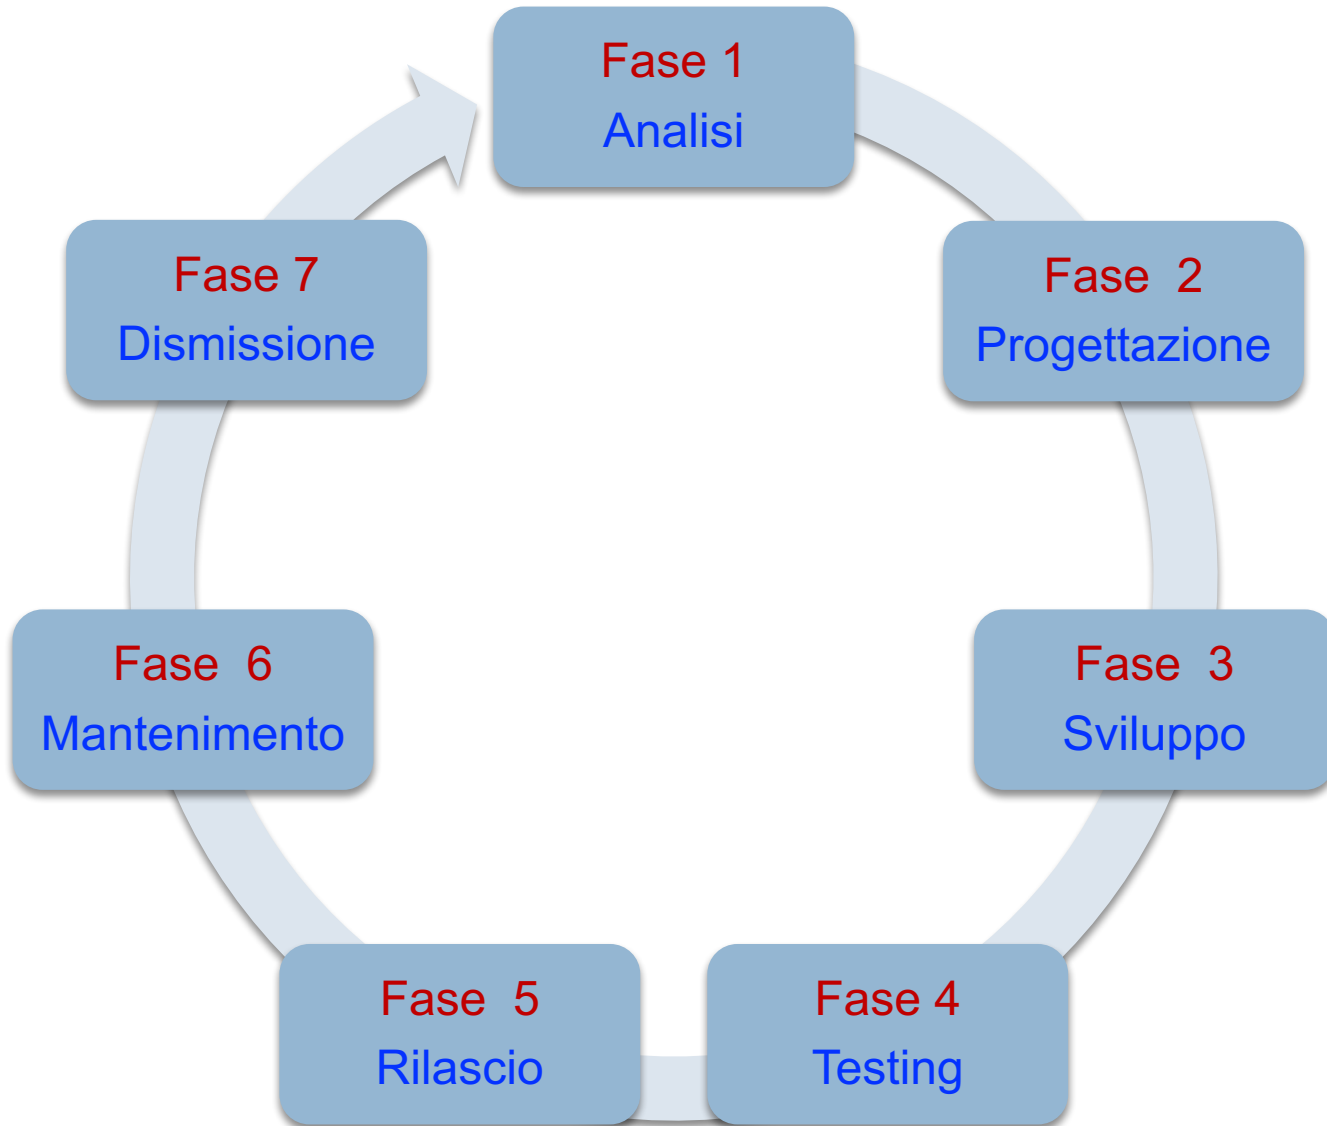 Fase 1
Analisi
Fase 2
Progettazione
Fase 3
Sviluppo
Fase 4
Testing
Fase 5
Rilascio
Fase 6
Mantenimento
Fase 7
Dismissione